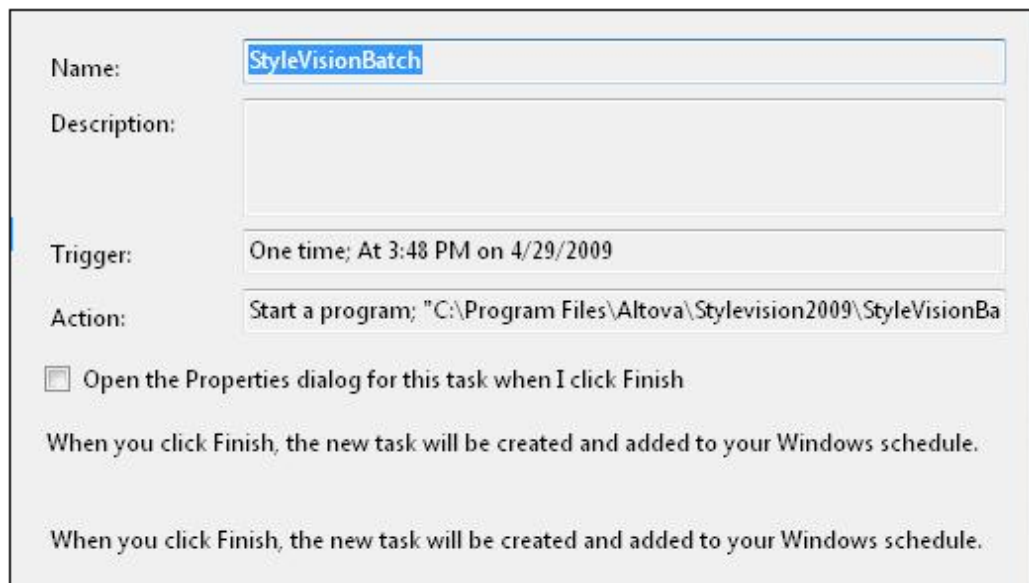 Name: StyleVisionBatch
Description:
Trigger: One time; At 3:48 PM on 4/29/2009
Action: Start a program; "C:\Program Files\Altova\Stylevision2009\StyleVisionBa
Open the Properties dialog for this task when I click Finish
When you click Finish, the new task will be created and added to your Windows schedule.
When you click Finish, the new task will be created and added to your Windows schedule.